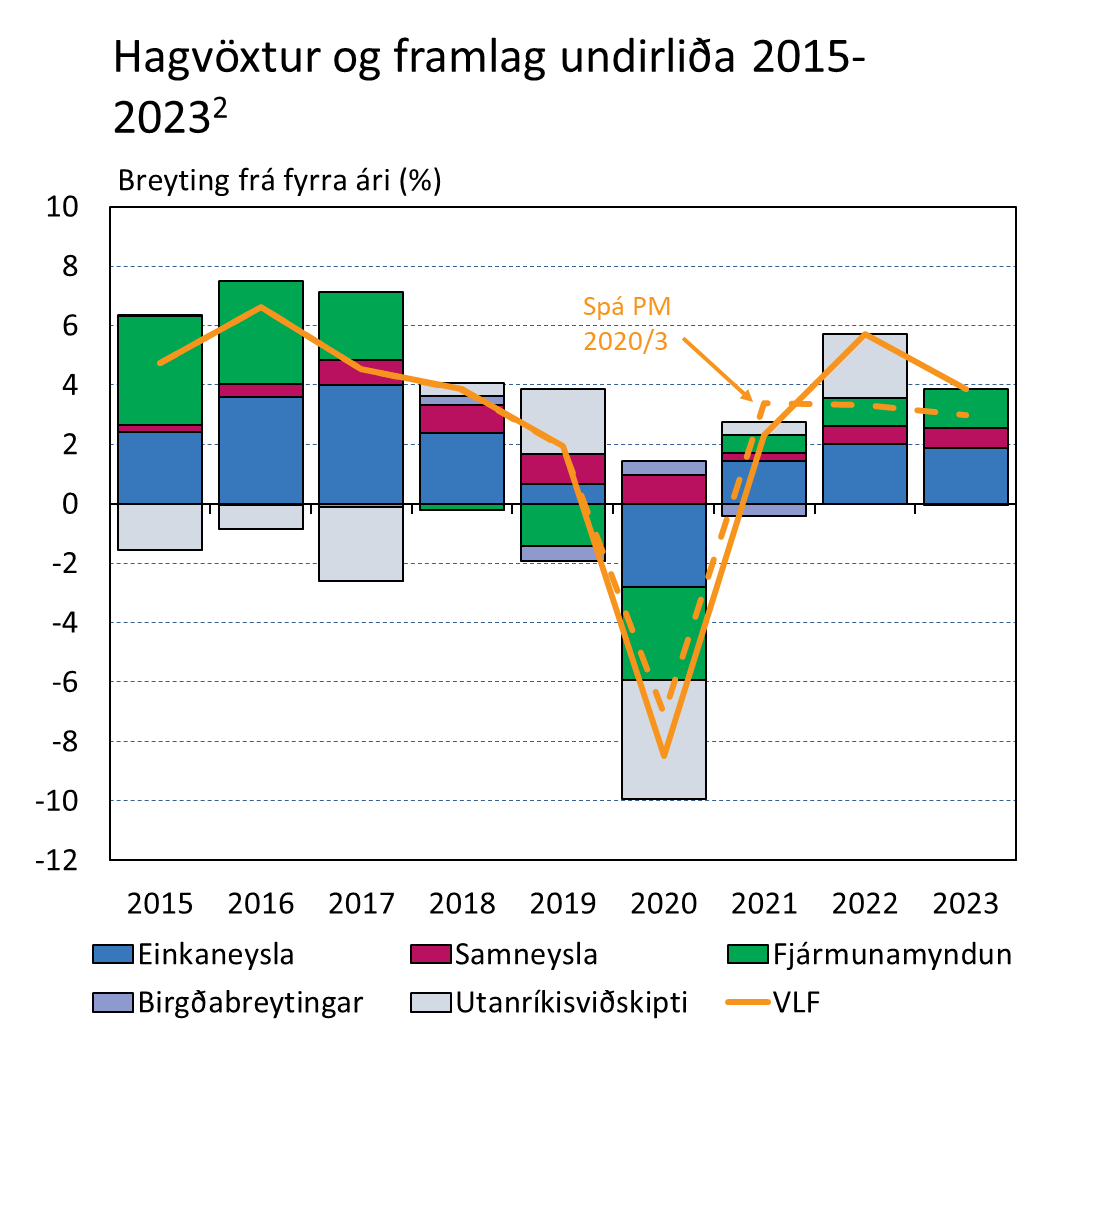 Hagvöxtur og framlag undirliða 2015-
2023²
Breyting frá fyrra ári (%)
10
8
6
4
2
0
-2
-4
-6
-8
-10
-12
Spá PM
2020/3
2015 2016 2017 2018 2019 2020 2021 2022 2023
Einkaneysla Samneysla Fjármunamyndun
Birgðabreytingar Utanríkisviðskipti VLF